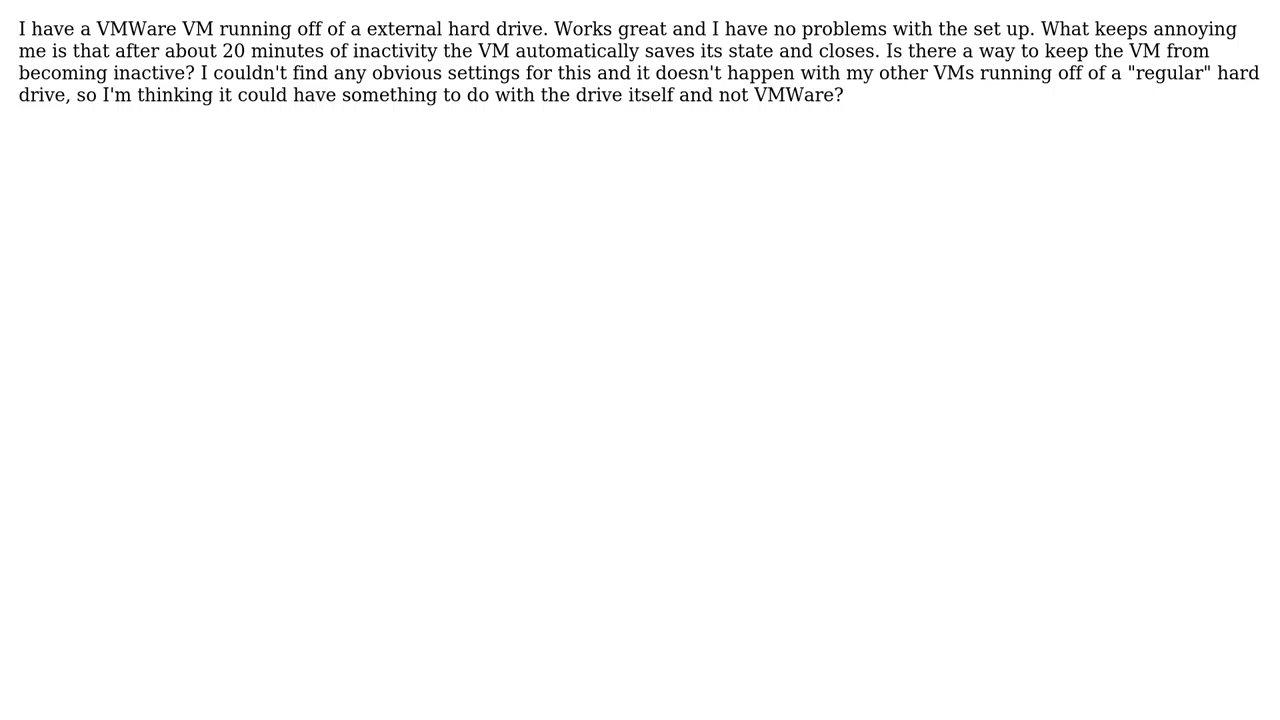 I have a VMWare VM running off of a external hard drive. Works great and I have no problems with the set up. What keeps annoying
me is that after about 20 minutes of inactivity the VM automatically saves its state and closes. Is there a way to keep the VM from
becoming inactive? I couldn't find any obvious settings for this and it doesn't happen with my other VMs running off of a "regular" hard
drive, so I'm thinking it could have something to do with the drive itself and not VMWare?